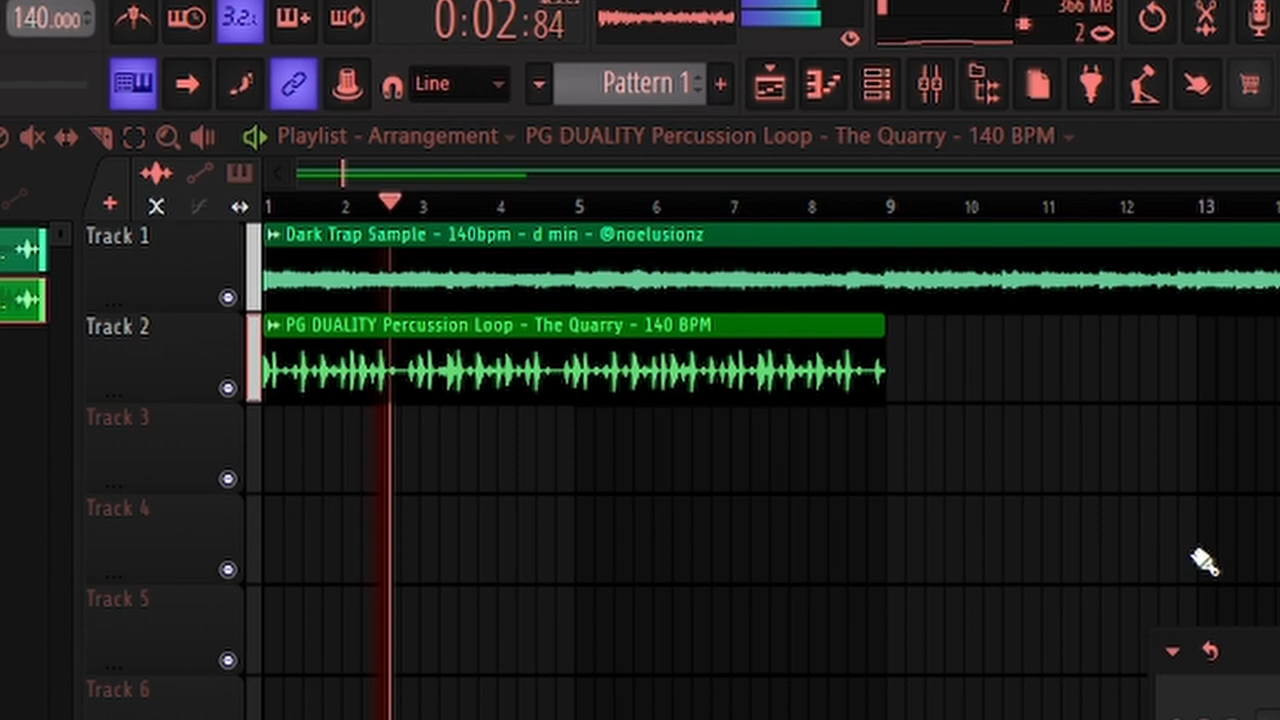 140.000
3.2.
0:02:84
7
366 MB
2
Line
Pattern 1
Playlist - Arrangement
PG DUALITY Percussion Loop - The Quarry - 140 BPM
1 2 3 4 5 6 7 8 9 10 11 12 13
Track 1
Dark Trap Sample - 140bpm - d min - @noelusionz
...
Track 2
PG DUALITY Percussion Loop - The Quarry - 140 BPM
...
Track 3
...
Track 4
...
Track 5
...
Track 6